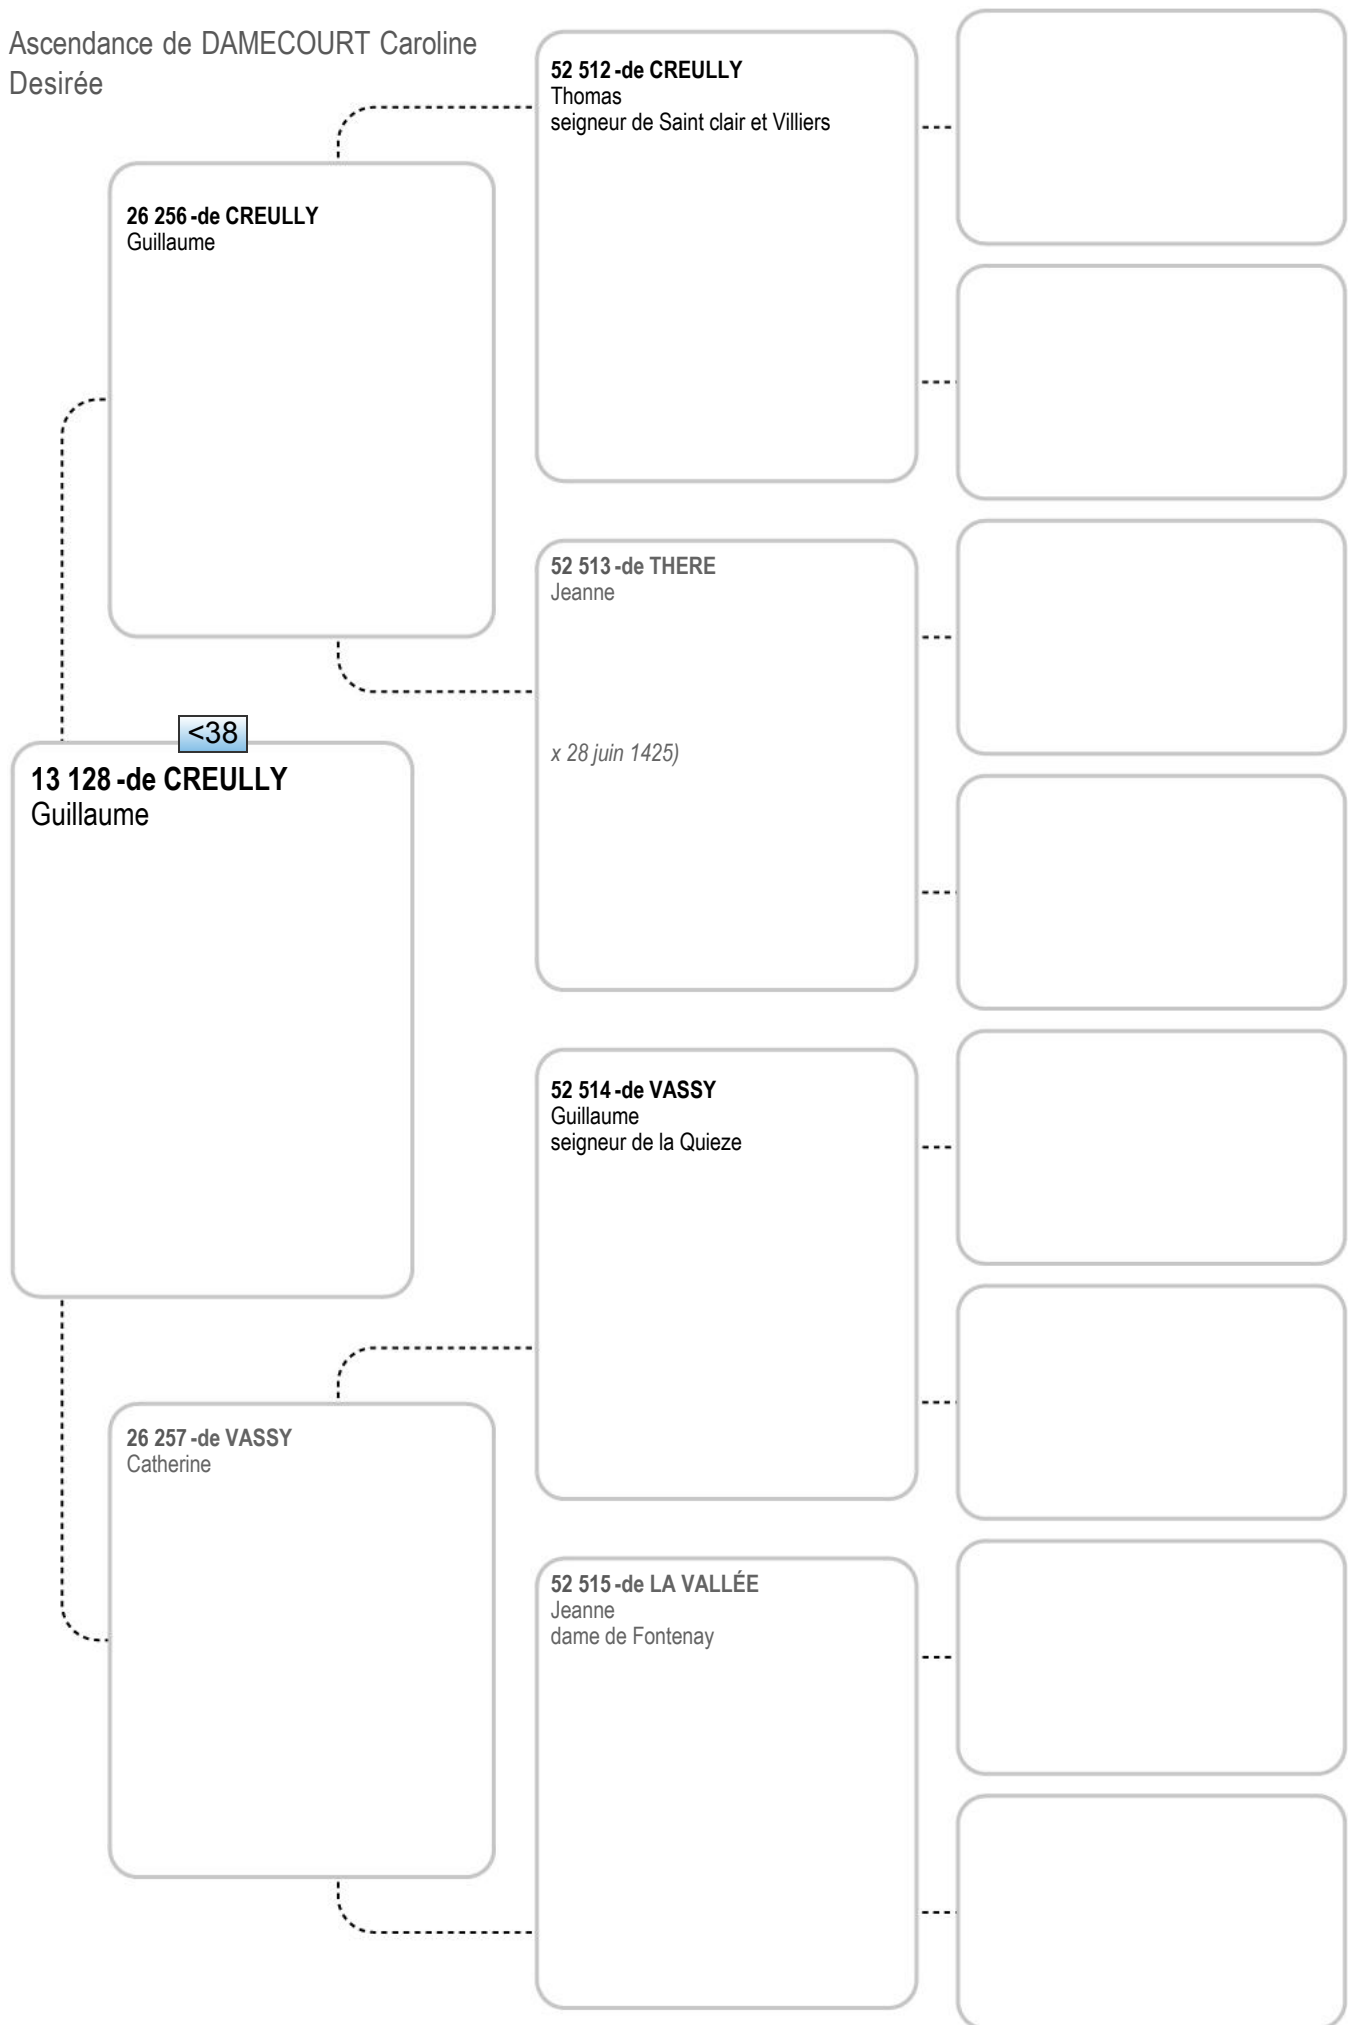 Ascendance de DAMECOURT Caroline
Desirée
52 512 -de CREULLY
Thomas
seigneur de Saint clair et Villiers
26 256 -de CREULLY
Guillaume
52 513 -de THERE
Jeanne
x 28 juin 1425)
<38
13 128 -de CREULLY
Guillaume
52 514 -de VASSY
Guillaume
seigneur de la Quieze
26 257 -de VASSY
Catherine
52 515 -de LA VALLÉE
Jeanne
dame de Fontenay